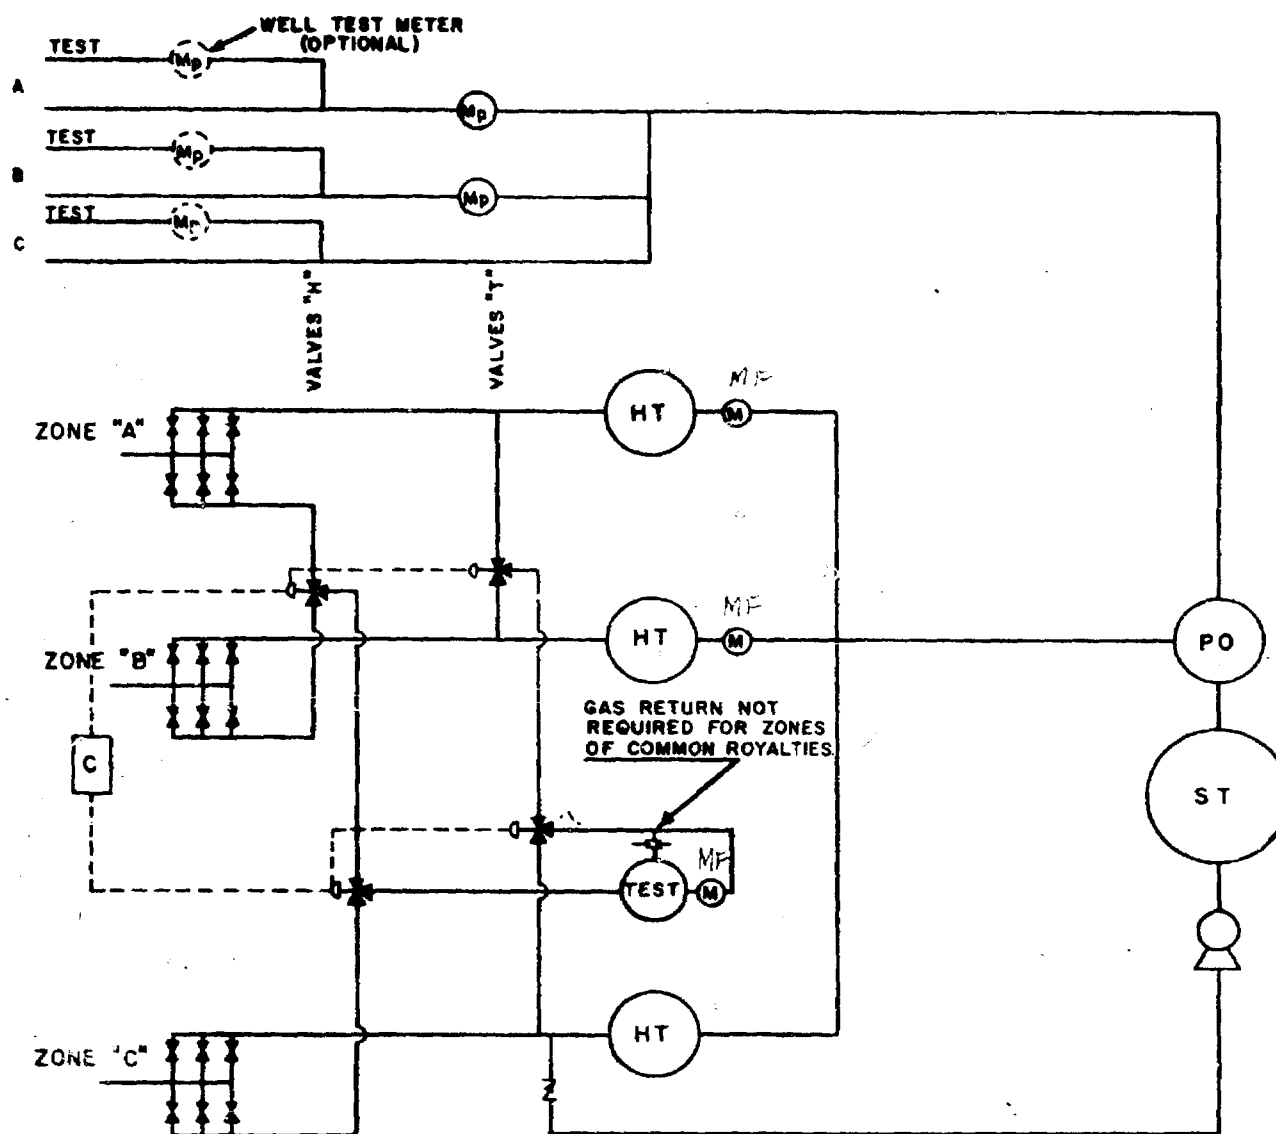 WELL TEST METER
(OPTIONAL)
TEST
Mp
A
Mp
TEST
Mp
B
Mp
TEST
C
VALVES "H"
VALVES "T"
MF
HT
M
ZONE "A"
MF
HT
M
PO
ZONE "B"
GAS RETURN NOT
REQUIRED FOR ZONES
OF COMMON ROYALTIES
C
ST
MF
TEST
M
HT
ZONE "C"